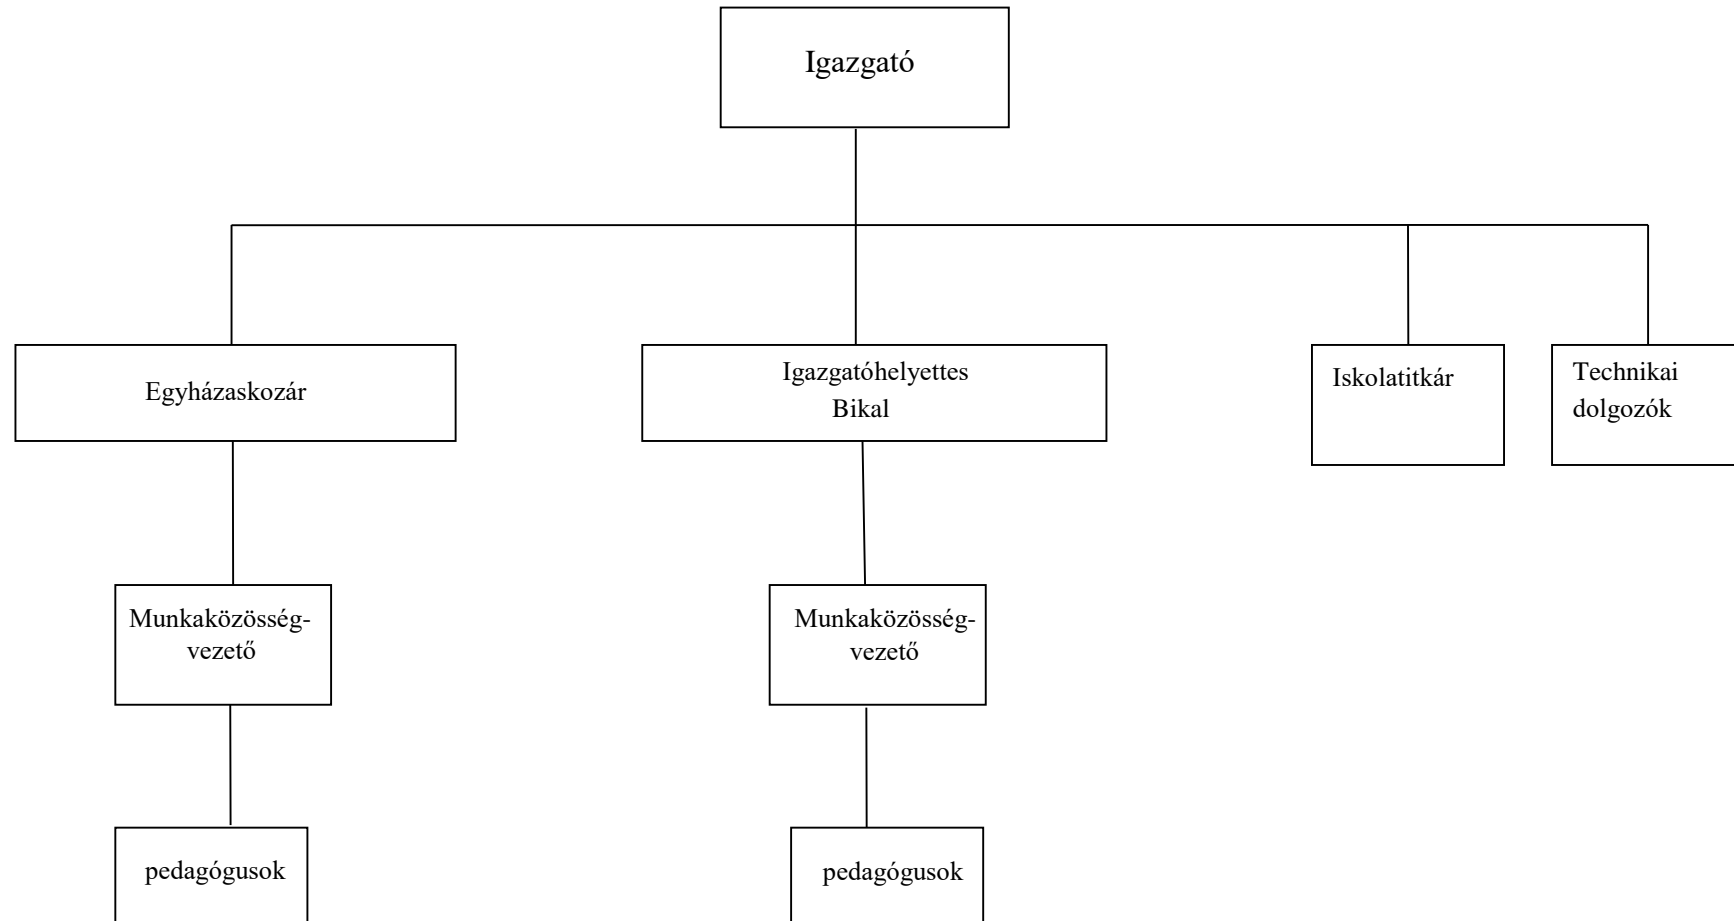 Igazgató
Egyházaskozár
Igazgatóhelyettes
Bikal
Iskolatitkár
Technikai
dolgozók
Munkaközösség-
vezető
Munkaközösség-
vezető
pedagógusok
pedagógusok